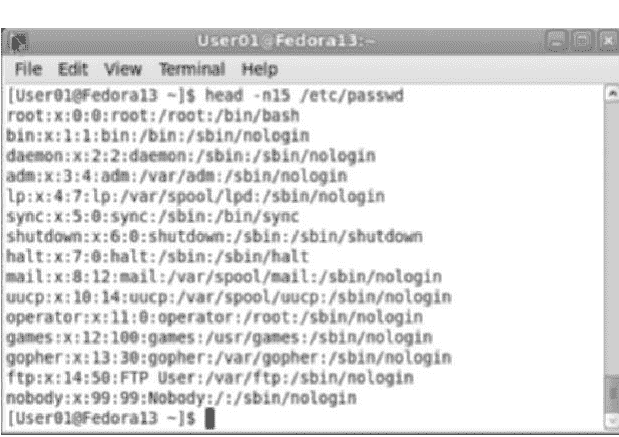 User01@Fedora13:~
File Edit View Terminal Help
[User01@Fedora13 ~]$ head -n15 /etc/passwd
root:x:0:0:root:/root:/bin/bash
bin:x:1:1:bin:/bin:/sbin/nologin
daemon:x:2:2:daemon:/sbin:/sbin/nologin
adm:x:3:4:adm:/var/adm:/sbin/nologin
lp:x:4:7:lp:/var/spool/lpd:/sbin/nologin
sync:x:5:0:sync:/sbin:/bin/sync
shutdown:x:6:0:shutdown:/sbin:/sbin/shutdown
halt:x:7:0:halt:/sbin:/sbin/halt
mail:x:8:12:mail:/var/spool/mail:/sbin/nologin
uucp:x:10:14:uucp:/var/spool/uucp:/sbin/nologin
operator:x:11:0:operator:/root:/sbin/nologin
games:x:12:100:games:/usr/games:/sbin/nologin
gopher:x:13:30:gopher:/var/gopher:/sbin/nologin
ftp:x:14:50:FTP User:/var/ftp:/sbin/nologin
nobody:x:99:99:Nobody:/:/sbin/nologin
[User01@Fedora13 ~]$